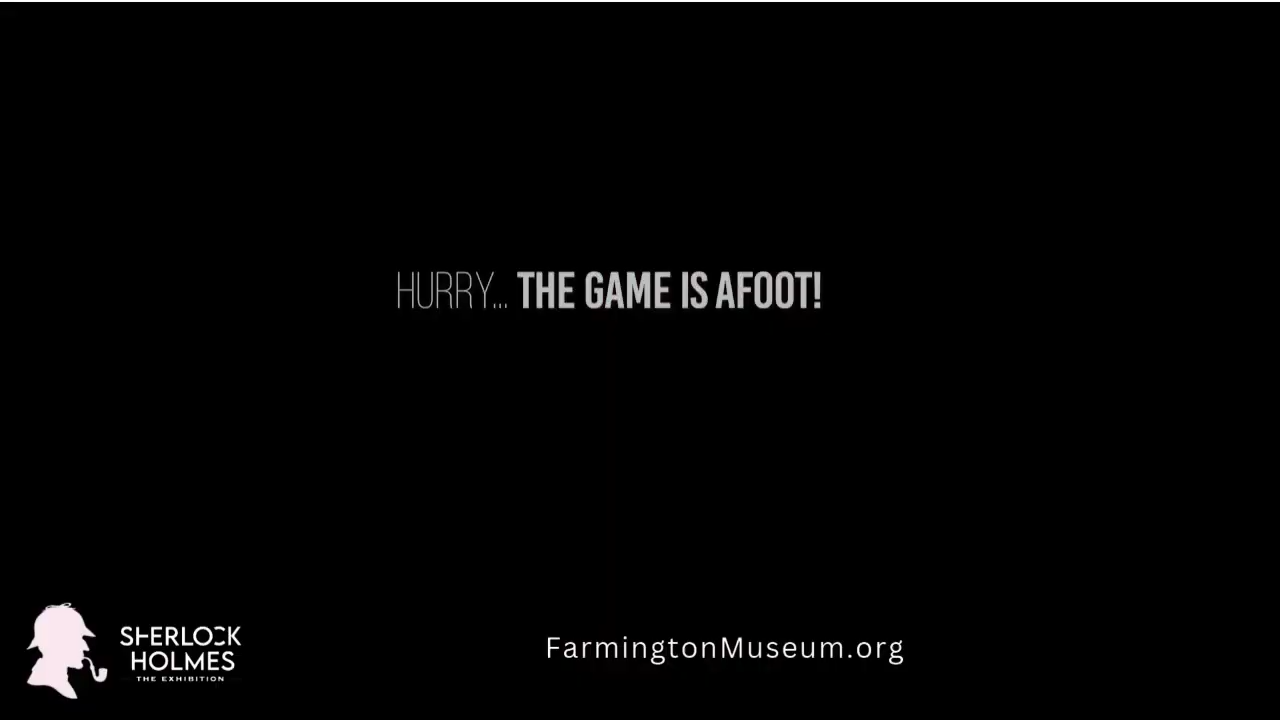 HURRY... THE GAME IS AFOOT!
SHERLOCK
HOLMES
THE EXHIBITION
FarmingtonMuseum.org